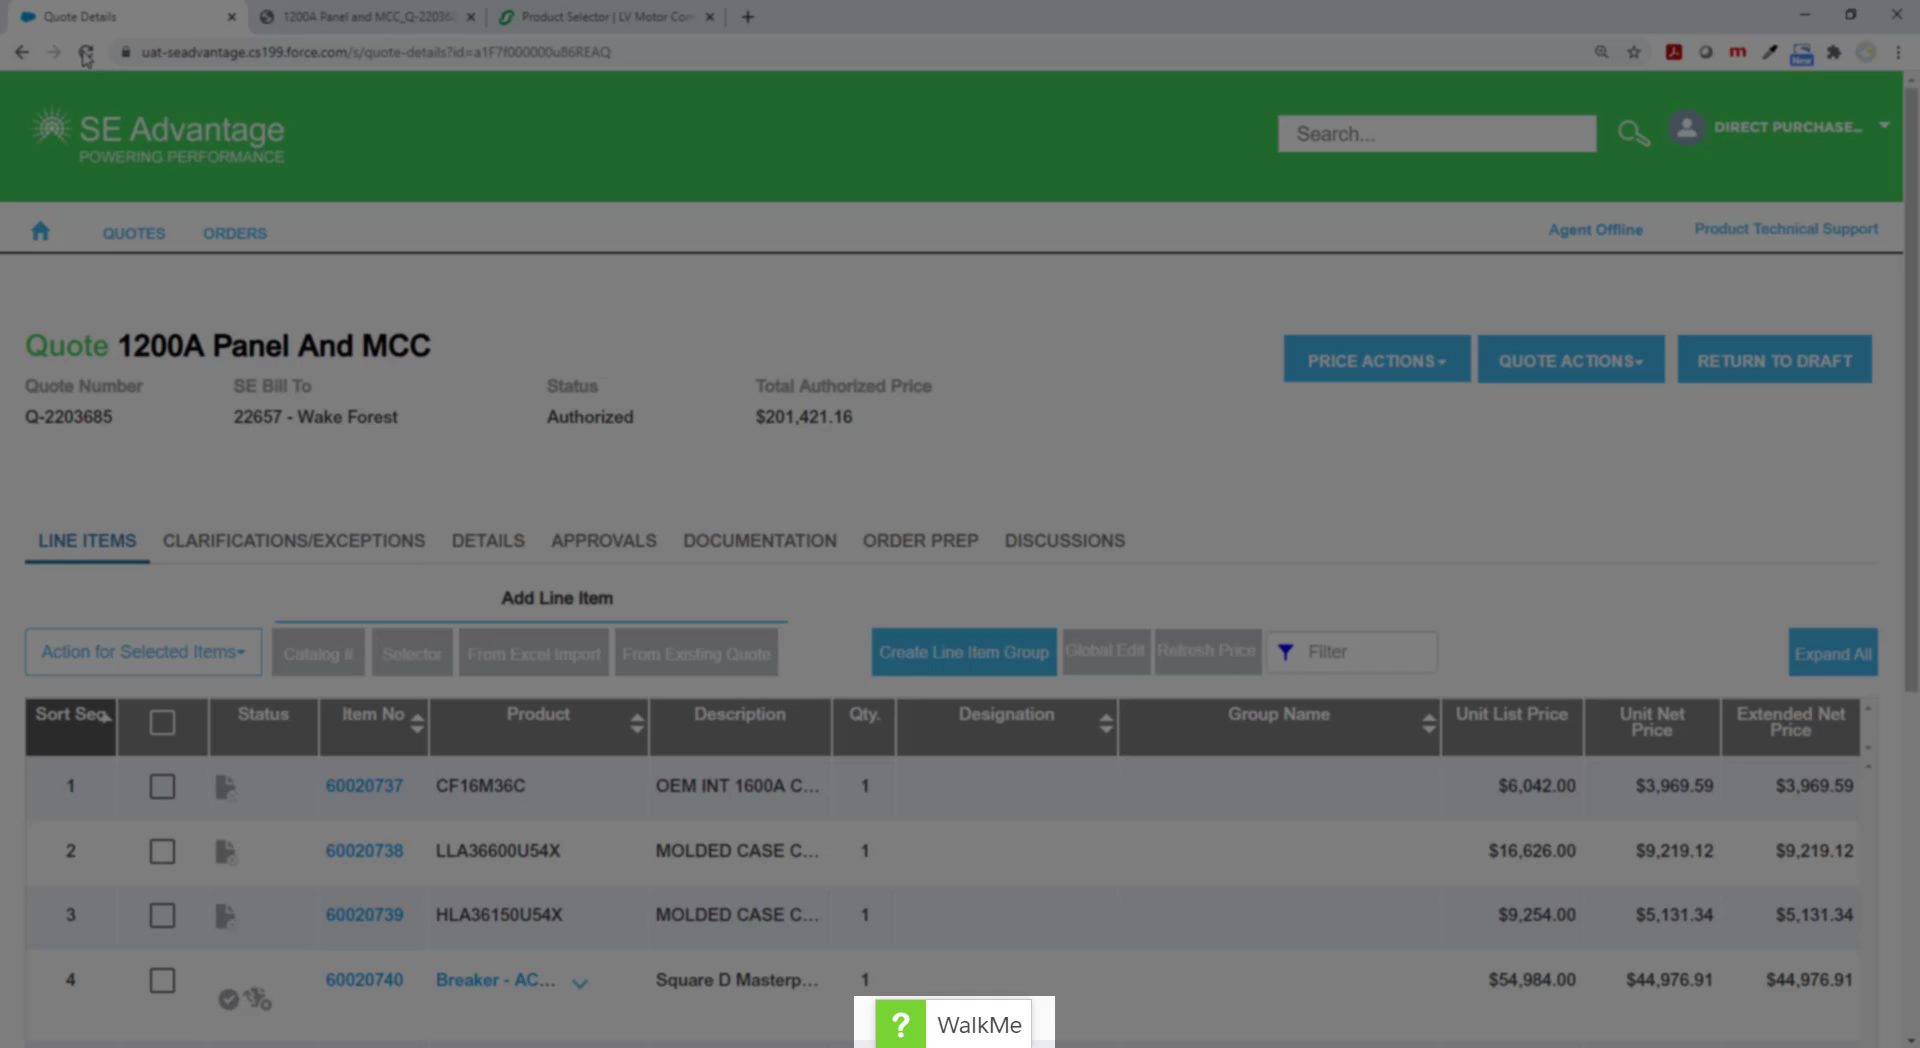 Quote Details
1200A Panel and MCC_Q-220368
Product Selector | LV Motor Con
uat-seadvantage.cs199.force.com/s/quote-details?id=a1F7f000000u86REAQ
m
New
SE Advantage
POWERING PERFORMANCE
Search...
DIRECT PURCHASE...
QUOTES
ORDERS
Agent Offline
Product Technical Support
Quote 1200A Panel And MCC
PRICE ACTIONS
QUOTE ACTIONS
RETURN TO DRAFT
Quote Number
SE Bill To
Status
Total Authorized Price
Q-2203685
22657 - Wake Forest
Authorized
$201,421.16
LINE ITEMS
CLARIFICATIONS/EXCEPTIONS
DETAILS
APPROVALS
DOCUMENTATION
ORDER PREP
DISCUSSIONS
Add Line Item
Action for Selected Items
Catalog #
Selector
From Excel Import
From Existing Quote
Create Line Item Group
Global Edit
Refresh Price
Filter
Expand All
Sort Seq
Status
Item No
Product
Description
Qty.
Designation
Group Name
Unit List Price
Unit Net Price
Extended Net Price
1 60020737 CF16M36C OEM INT 1600A C... 1 $6,042.00 $3,969.59 $3,969.59
2 60020738 LLA36600U54X MOLDED CASE C... 1 $16,626.00 $9,219.12 $9,219.12
3 60020739 HLA36150U54X MOLDED CASE C... 1 $9,254.00 $5,131.34 $5,131.34
4 60020740 Breaker - AC... Square D Masterp... 1 $54,984.00 $44,976.91 $44,976.91
? WalkMe